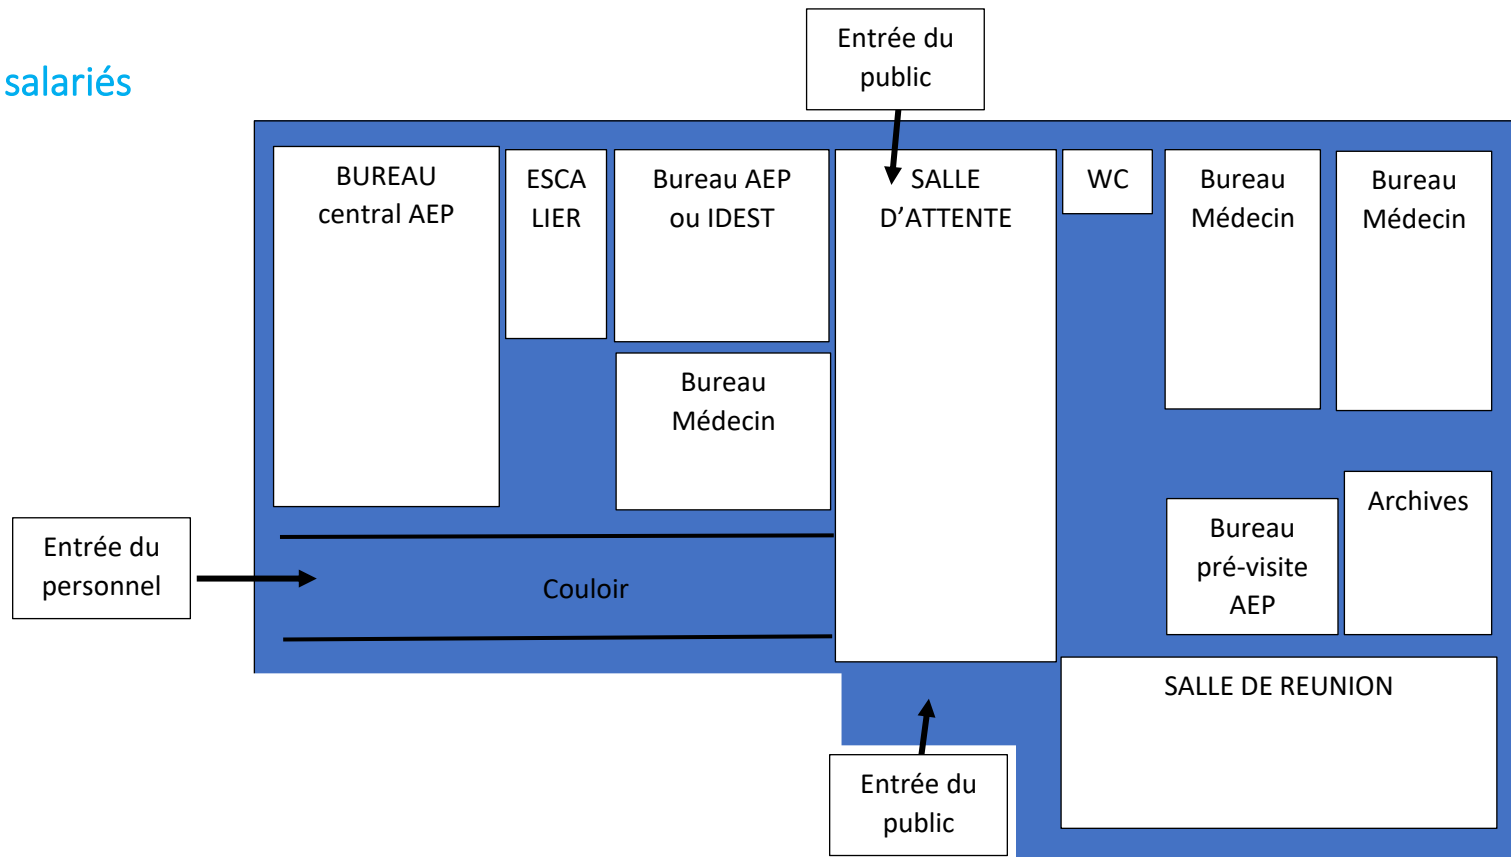 Entrée du
public
salariés
BUREAU
central AEP
ESCA
LIER
Bureau AEP
ou IDEST
SALLE
D’ATTENTE
WC
Bureau
Médecin
Bureau
Médecin
Bureau
Médecin
Archives
Bureau
pré-visite
AEP
Entrée du
personnel
Couloir
SALLE DE REUNION
Entrée du
public